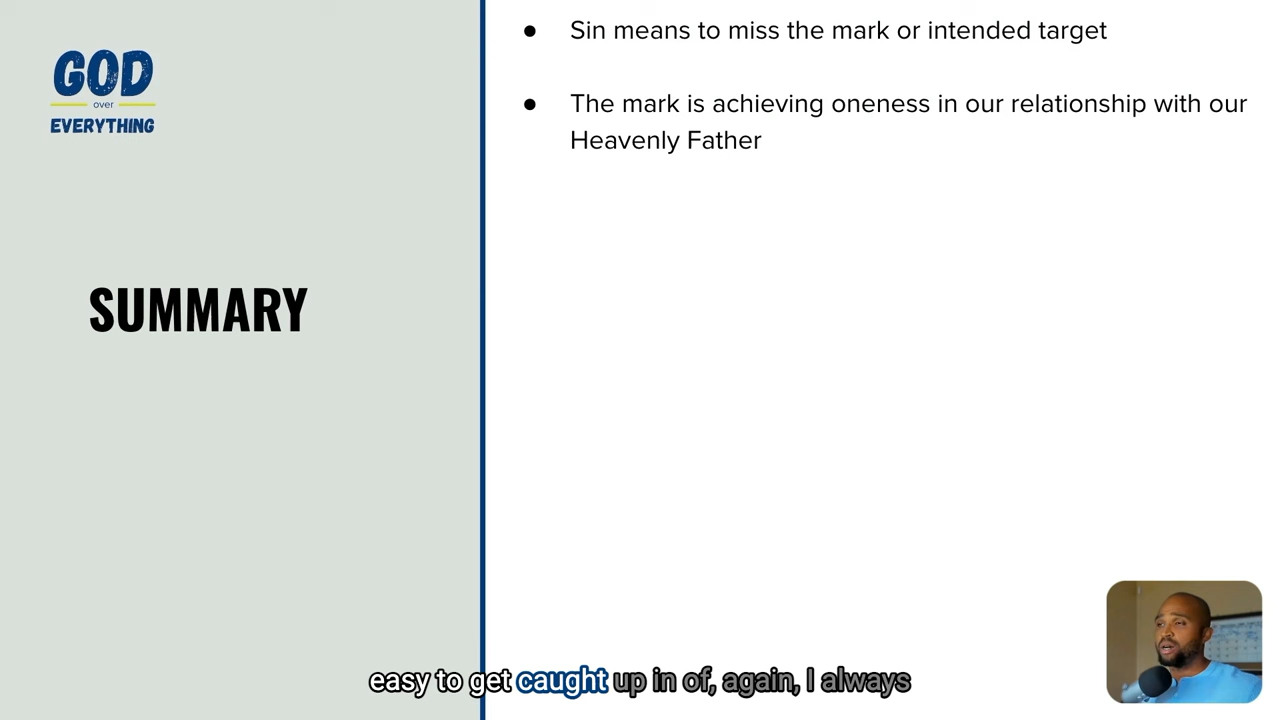 GOD
over
EVERYTHING
SUMMARY
● Sin means to miss the mark or intended target
● The mark is achieving oneness in our relationship with our
Heavenly Father
easy to get caught up in of, again, I always